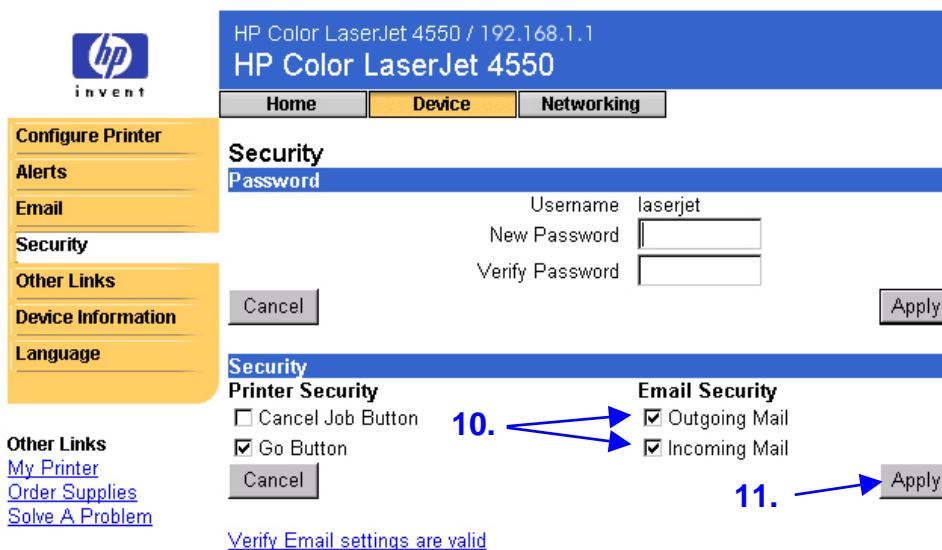 hp
invent
HP Color LaserJet 4550 / 192.168.1.1
HP Color LaserJet 4550
Home Device Networking
Configure Printer
Alerts
Email
Security
Other Links
Device Information
Language
Other Links
My Printer
Order Supplies
Solve A Problem
Security
Password
Username laserjet
New Password
Verify Password
Cancel Apply
Security
Printer Security Email Security
Cancel Job Button 10. Outgoing Mail
Go Button Incoming Mail
Cancel 11. Apply
Verify Email settings are valid